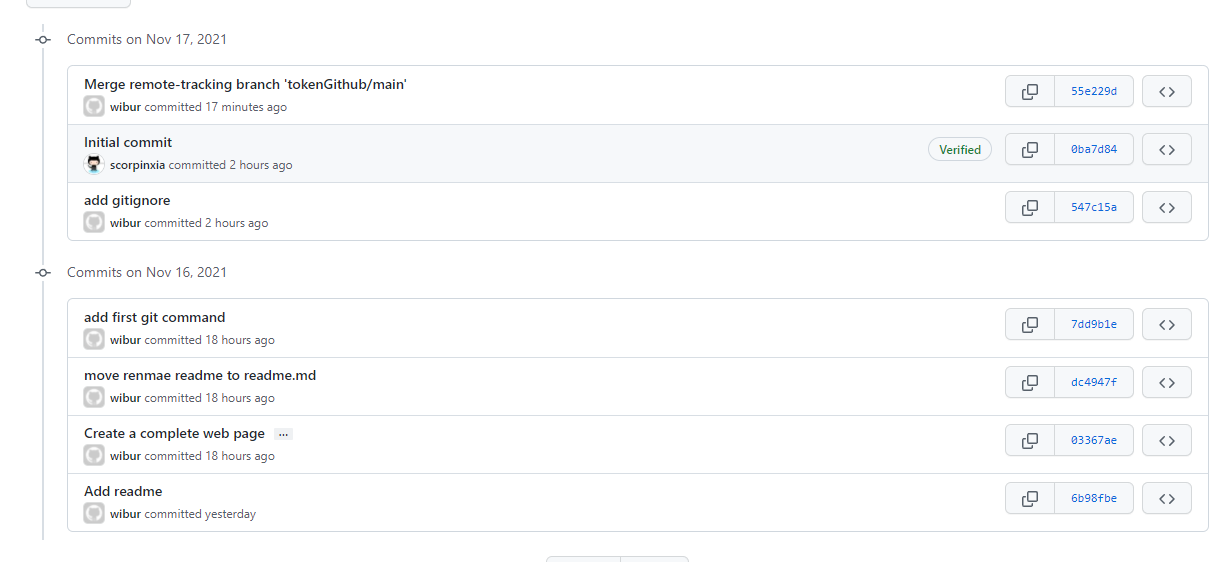 Commits on Nov 17, 2021
Merge remote-tracking branch 'tokenGithub/main'
wibur committed 17 minutes ago
55e229d
Initial commit
scorpinxia committed 2 hours ago
Verified
0ba7d84
add gitignore
wibur committed 2 hours ago
547c15a
Commits on Nov 16, 2021
add first git command
wibur committed 18 hours ago
7dd9b1e
move renmae readme to readme.md
wibur committed 18 hours ago
dc4947f
Create a complete web page ...
wibur committed 18 hours ago
03367ae
Add readme
wibur committed yesterday
6b98fbe